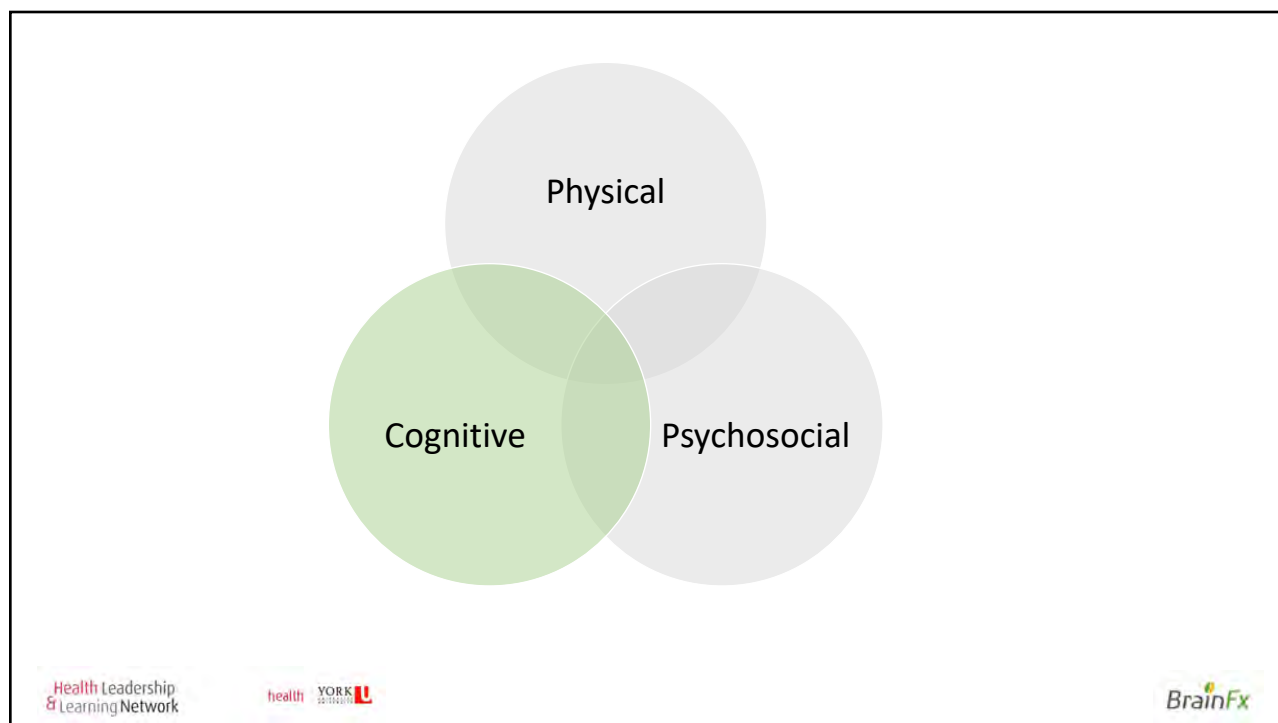 Physical
Cognitive
Psychosocial
Health Leadership
& Learning Network
health YORK U
BrainFx